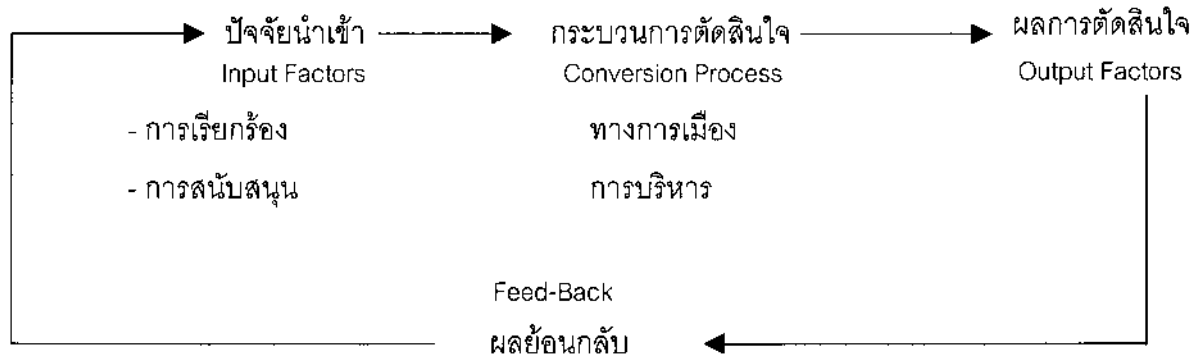 ปัจจัยนำเข้า กระบวนการตัดสินใจ ผลการตัดสินใจ
Input Factors Conversion Process Output Factors
- การเรียกร้อง ทางการเมือง
- การสนับสนุน การบริหาร
Feed-Back
ผลย้อนกลับ